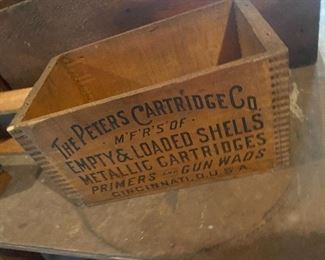 THE PETERS CARTRIDGE CO.
M'F'R'S OF
EMPTY & LOADED SHELLS
METALLIC CARTRIDGES
PRIMERS AND GUN WADS
CINCINNATI, O. U.S.A.